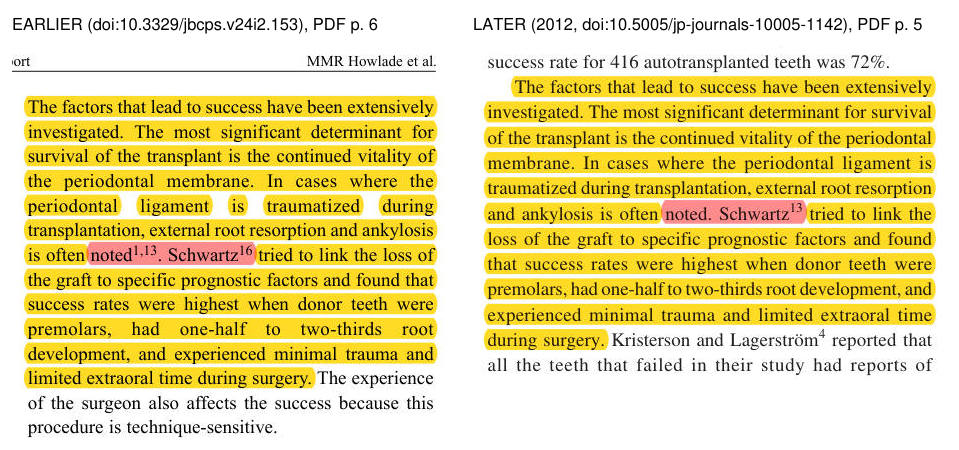 EARLIER (doi:10.3329/jbcps.v24i2.153), PDF p. 6
ort MMR Howlade et al.
The factors that lead to success have been extensively
investigated. The most significant determinant for
survival of the transplant is the continued vitality of
the periodontal membrane. In cases where the
periodontal ligament is traumatized during
transplantation, external root resorption and ankylosis
is often noted1,13. Schwartz16 tried to link the loss of
the graft to specific prognostic factors and found that
success rates were highest when donor teeth were
premolars, had one-half to two-thirds root
development, and experienced minimal trauma and
limited extraoral time during surgery. The experience
of the surgeon also affects the success because this
procedure is technique-sensitive.
LATER (2012, doi:10.5005/jp-journals-10005-1142), PDF p. 5
success rate for 416 autotransplanted teeth was 72%.
The factors that lead to success have been extensively
investigated. The most significant determinant for survival
of the transplant is the continued vitality of the periodontal
membrane. In cases where the periodontal ligament is
traumatized during transplantation, external root resorption
and ankylosis is often noted. Schwartz13 tried to link the
loss of the graft to specific prognostic factors and found
that success rates were highest when donor teeth were
premolars, had one-half to two-thirds root development, and
experienced minimal trauma and limited extraoral time
during surgery. Kristerson and Lagerström4 reported that
all the teeth that failed in their study had reports of